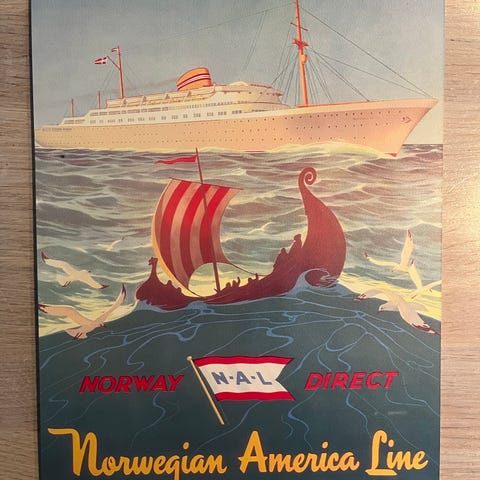 NORWAY N·A·L DIRECT
Norwegian America Line